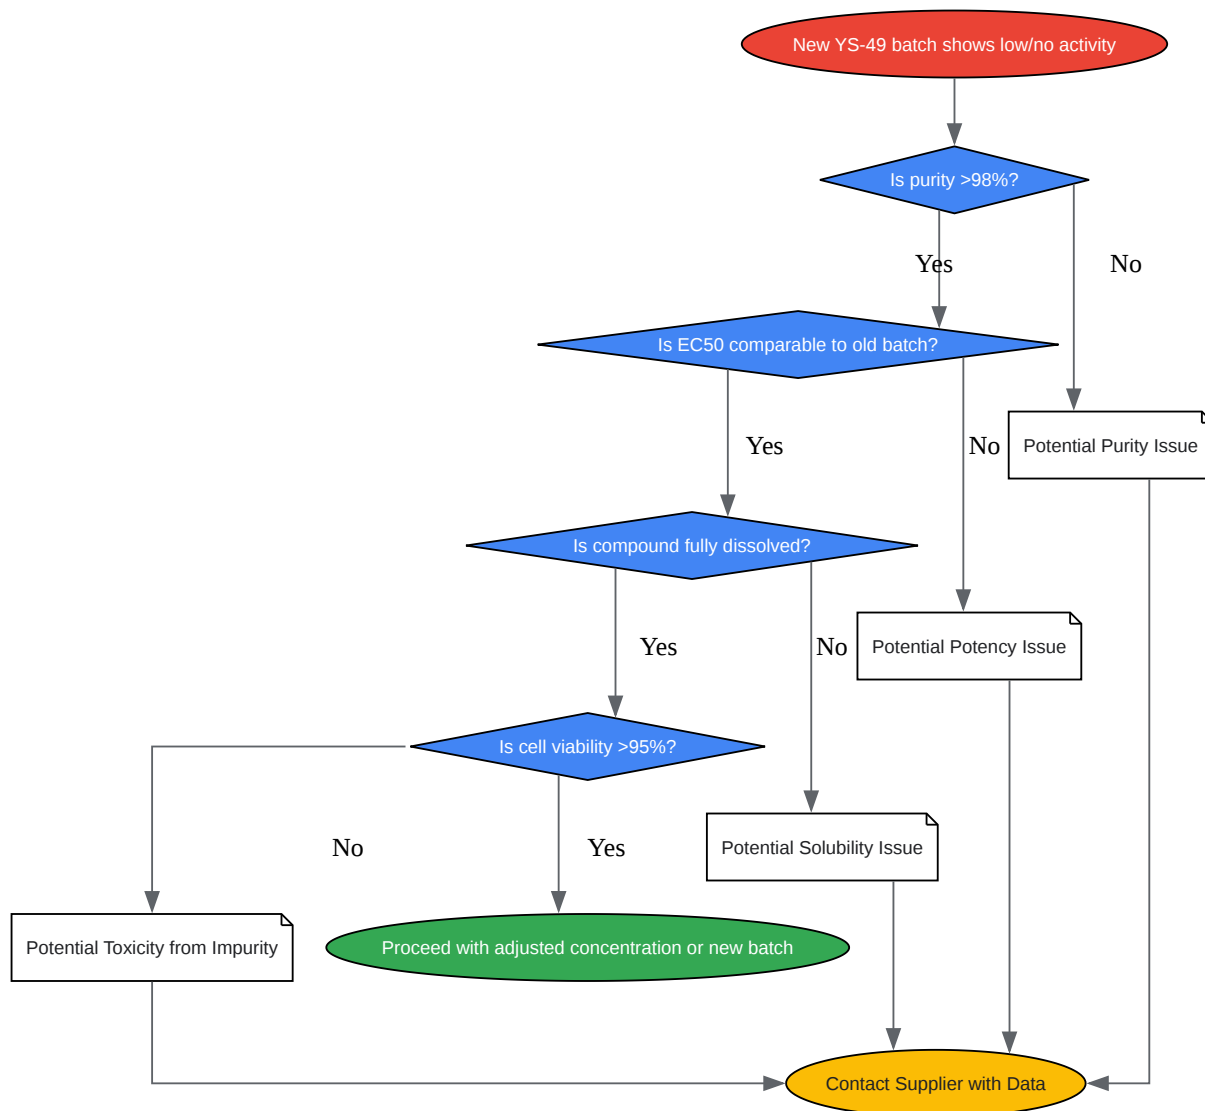 New YS-49 batch shows low/no activity
Is purity >98%?
Yes
No
Is EC50 comparable to old batch?
Yes
No
Potential Purity Issue
Is compound fully dissolved?
Yes
No
Potential Potency Issue
Is cell viability >95%?
No
Yes
Potential Solubility Issue
Potential Toxicity from Impurity
Proceed with adjusted concentration or new batch
Contact Supplier with Data